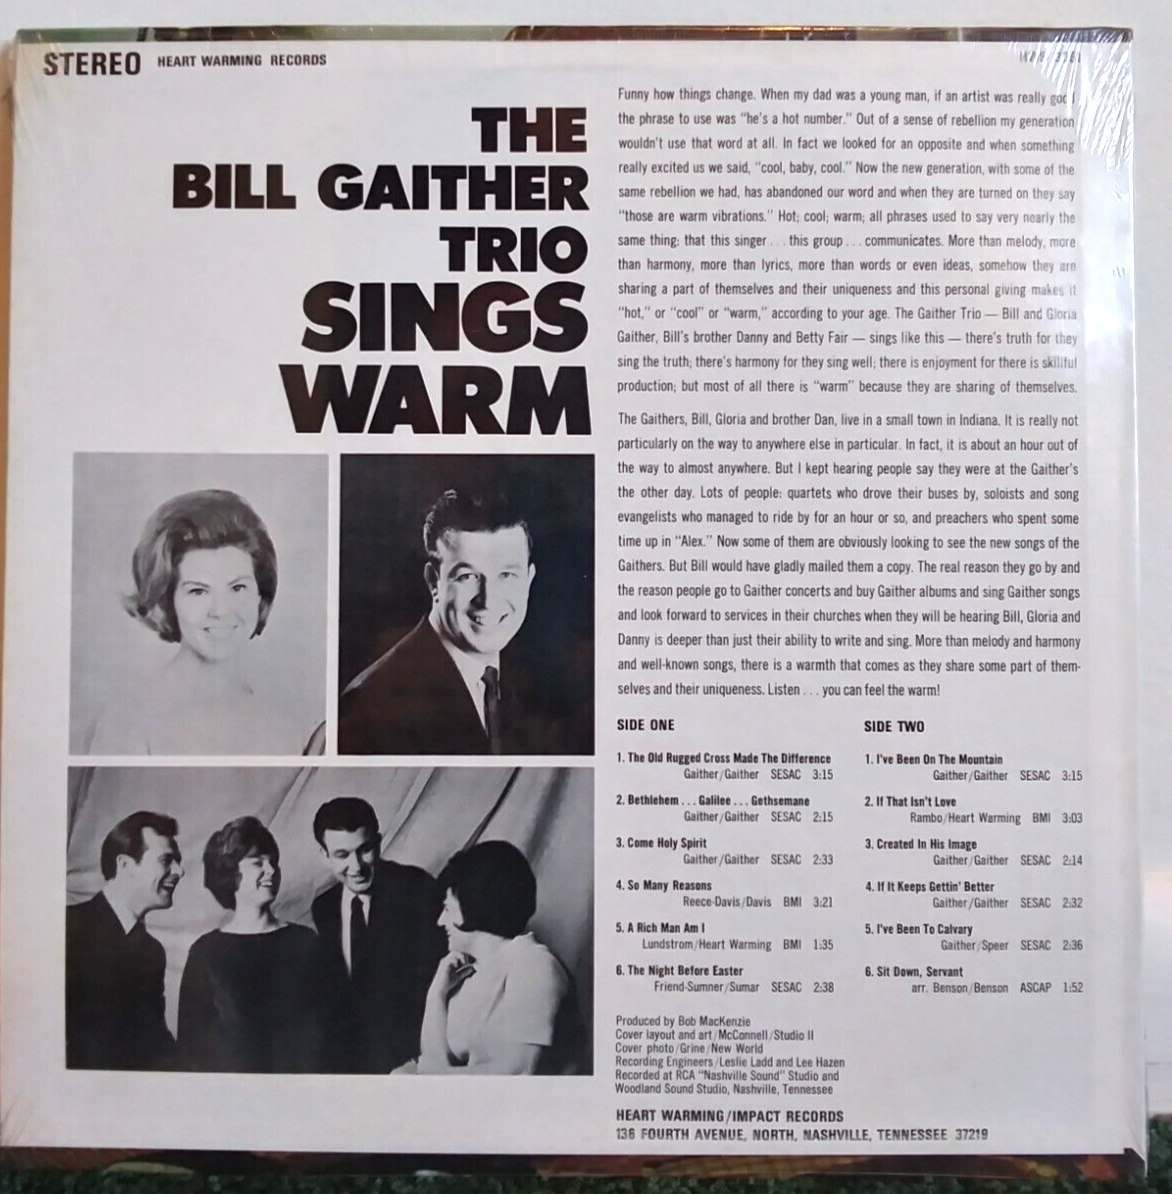 STEREO HEART WARMING RECORDS
THE
BILL GAITHER
TRIO
SINGS
WARM
Funny how things change. When my dad was a young man, if an artist was really good
the phrase to use was "he's a hot number." Out of a sense of rebellion my generation
wouldn't use that word at all. In fact we looked for an opposite and when something
really excited us we said, "cool, baby, cool." Now the new generation, with some of the
same rebellion we had, has abandoned our word and when they are turned on they say
"those are warm vibrations." Hot; cool; warm; all phrases used to say very nearly the
same thing: that this singer . . . this group . . . communicates. More than melody, more
than harmony, more than lyrics, more than words or even ideas, somehow they are
sharing a part of themselves and their uniqueness and this personal giving makes it
"hot," or "cool" or "warm," according to your age. The Gaither Trio — Bill and Gloria
Gaither, Bill's brother Danny and Betty Fair — sings like this — there's truth for they
sing the truth; there's harmony for they sing well; there is enjoyment for there is skillful
production; but most of all there is "warm" because they are sharing of themselves.
The Gaithers, Bill, Gloria and brother Dan, live in a small town in Indiana. It is really not
particularly on the way to anywhere else in particular. In fact, it is about an hour out of
the way to almost anywhere. But I kept hearing people say they were at the Gaither's
the other day. Lots of people: quartets who drove their buses by, soloists and song
evangelists who managed to ride by for an hour or so, and preachers who spent some
time up in "Alex." Now some of them are obviously looking to see the new songs of the
Gaithers. But Bill would have gladly mailed them a copy. The real reason they go by and
the reason people go to Gaither concerts and buy Gaither albums and sing Gaither songs
and look forward to services in their churches when they will be hearing Bill, Gloria and
Danny is deeper than just their ability to write and sing. More than melody and harmony
and well-known songs, there is a warmth that comes as they share some part of them-
selves and their uniqueness. Listen . . . you can feel the warm!
SIDE ONE
1. The Old Rugged Cross Made The Difference
Gaither/Gaither SESAC 3:15
2. Bethlehem . . . Galilee . . . Gethsemane
Gaither/Gaither SESAC 2:15
3. Come Holy Spirit
Gaither/Gaither SESAC 2:33
4. So Many Reasons
Reece-Davis/Davis BMI 3:21
5. A Rich Man Am I
Lundstrom/Heart Warming BMI 1:35
6. The Night Before Easter
Friend-Sumner/Sumar SESAC 2:38
SIDE TWO
1. I've Been On The Mountain
Gaither/Gaither SESAC 3:15
2. If That Isn't Love
Rambo/Heart Warming BMI 3:03
3. Created In His Image
Gaither/Gaither SESAC 2:14
4. If It Keeps Gettin' Better
Gaither/Gaither SESAC 2:32
5. I've Been To Calvary
Gaither/Speer SESAC 2:36
6. Sit Down, Servant
arr. Benson/Benson ASCAP 1:52
Produced by Bob MacKenzie
Cover layout and art/McConnell/Studio II
Cover photo/Grine/New World
Recording Engineers/Leslie Ladd and Lee Hazen
Recorded at RCA "Nashville Sound" Studio and
Woodland Sound Studio, Nashville, Tennessee
HEART WARMING/IMPACT RECORDS
136 FOURTH AVENUE, NORTH, NASHVILLE, TENNESSEE 37219